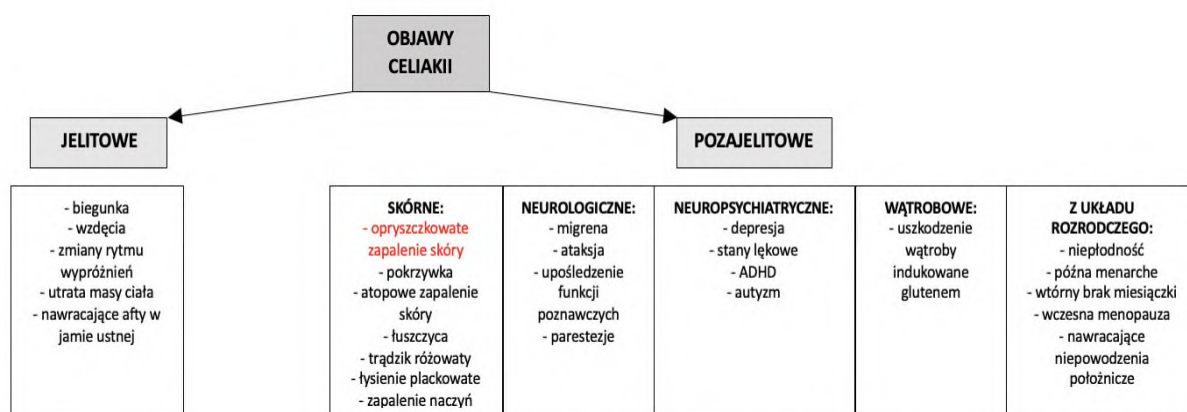 OBJAWY
CELIAKII
JELITOWE
POZAJELITOWE
- biegunka
- wzdęcia
- zmiany rytmu
wypróżnień
- utrata masy ciała
- nawracające afty w
jamie ustnej
SKÓRNE:
- opryszczkowate
zapalenie skóry
- pokrzywka
- atopowe zapalenie
skóry
- łuszczyca
- trądzik różowaty
- łysienie plackowate
- zapalenie naczyń
NEUROLOGICZNE:
- migrena
- ataksja
- upośledzenie
funkcji
poznawczych
- parestezje
NEUROPSYCHIATRYCZNE:
- depresja
- stany lękowe
- ADHD
- autyzm
WĄTROBOWE:
- uszkodzenie
wątroby
indukowane
glutenem
Z UKŁADU
ROZRODCZEGO:
- niepłodność
- późna menarche
- wtórny brak miesiączki
- wczesna menopauza
- nawracające
niepowodzenia
położnicze